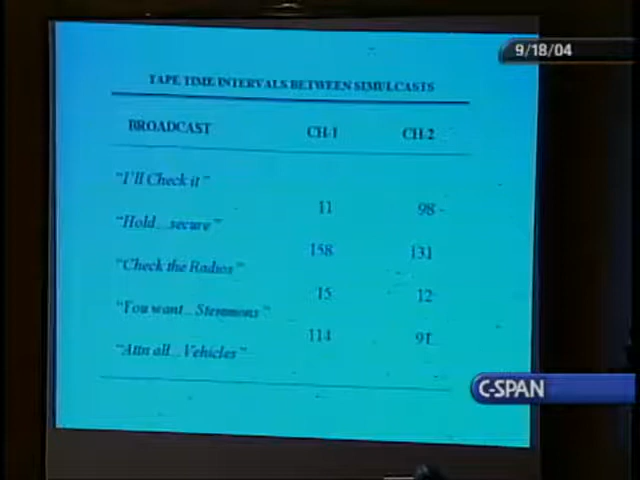 9/18/04
TAPE TIME INTERVALS BETWEEN SIMULCASTS
BROADCAST CH-1 CH-2
"I'll Check it"
11 98
"Hold...secure"
158 131
"Check the Radios"
15 12
"You want...Stemmons"
114 91
"Attn all...Vehicles"
C-SPAN